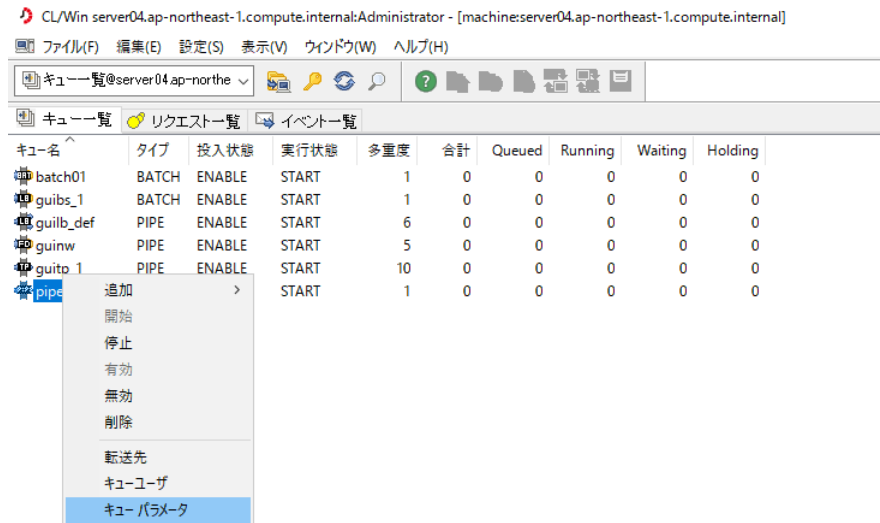 CL/Win server04.ap-northeast-1.compute.internal:Administrator - [machine:server04.ap-northeast-1.compute.internal]
ファイル(F) 編集(E) 設定(S) 表示(V) ウィンドウ(W) ヘルプ(H)
キュー一覧@server04.ap-northe
キュー一覧 リクエスト一覧 イベント一覧
キュー名 タイプ 投入状態 実行状態 多重度 合計 Queued Running Waiting Holding
batch01 BATCH ENABLE START 1 0 0 0 0 0
guibs_1 BATCH ENABLE START 1 0 0 0 0 0
guilb_def PIPE ENABLE START 6 0 0 0 0 0
guinw PIPE ENABLE START 5 0 0 0 0 0
guitp_1 PIPE ENABLE START 10 0 0 0 0 0
pipe START 1 0 0 0 0 0
追加
開始
停止
有効
無効
削除
転送先
キューユーザ
キュー パラメータ